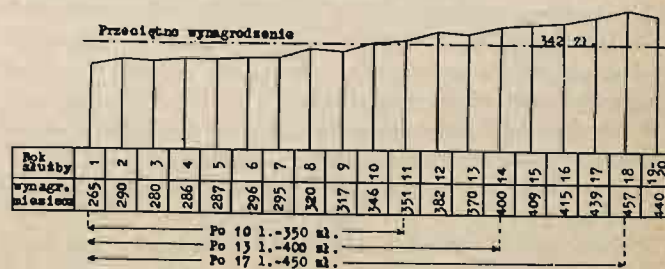 Przeciętne wynagrodzenie
342 zł.
Rok służby 1 2 3 4 5 6 7 8 9 10 11 12 13 14 15 16 17 18 19-20
wynagr. miesięcz 265 290 280 286 287 296 295 320 317 346 351 382 370 400 409 415 439 457 440
Po 10 l.-350 zł.
Po 13 l.-400 zł.
Po 17 l.-450 zł.